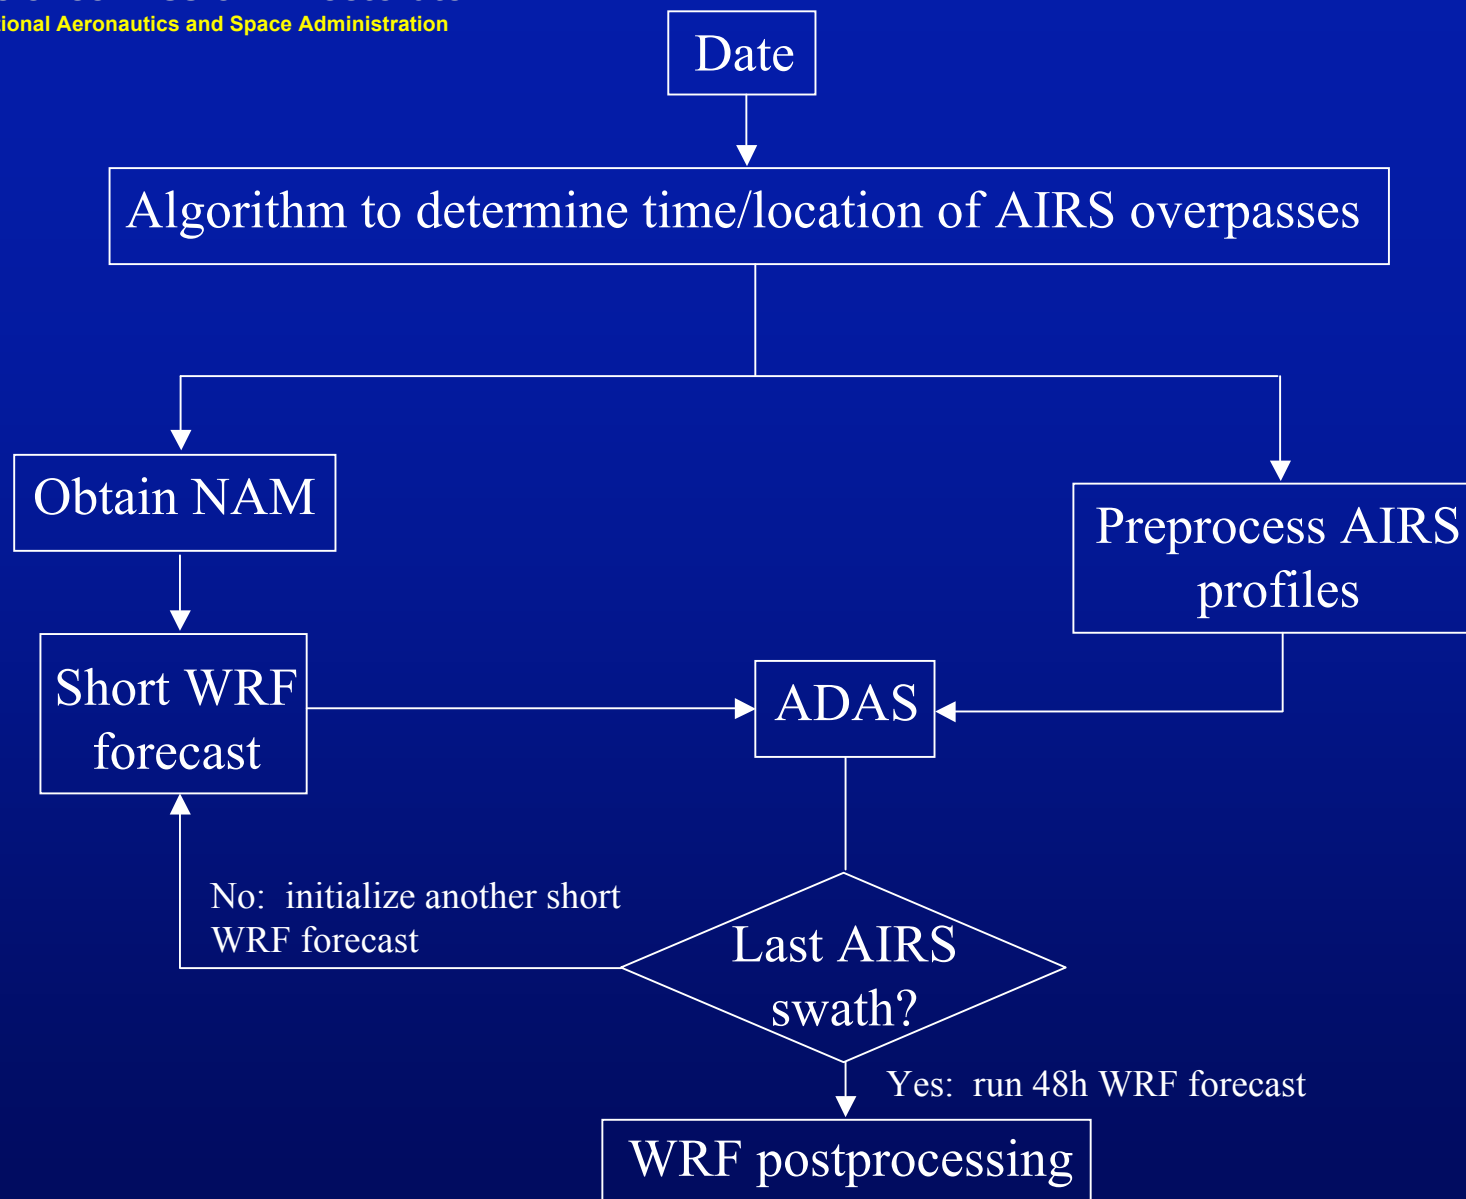 Aeronautics and Space Administration
Date
Algorithm to determine time/location of AIRS overpasses
Obtain NAM
Preprocess AIRS
profiles
Short WRF
forecast
ADAS
No: initialize another short
WRF forecast
Last AIRS
swath?
Yes: run 48h WRF forecast
WRF postprocessing